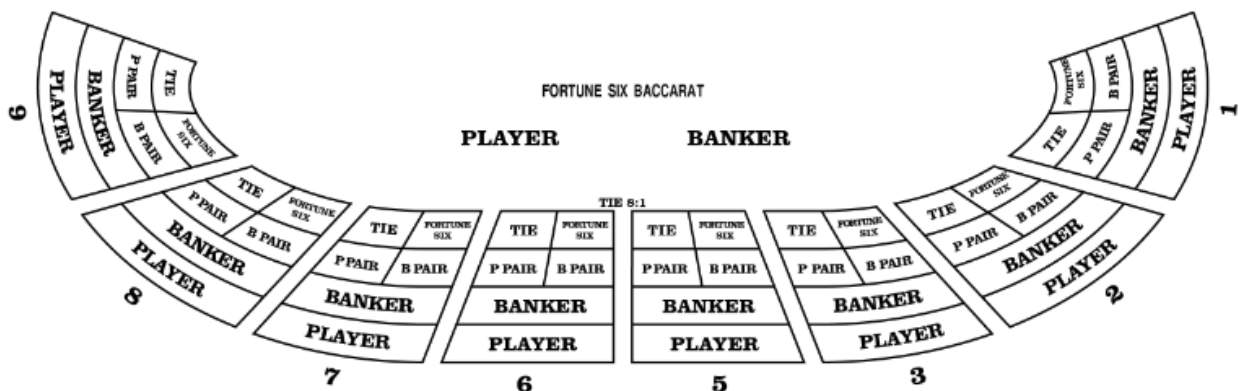 FORTUNE SIX BACCARAT
PLAYER
BANKER
TIE 8:1
TIE
FORTUNE
SIX
P PAIR
B PAIR
BANKER
PLAYER
9
TIE
FORTUNE
SIX
P PAIR
B PAIR
BANKER
PLAYER
8
TIE
FORTUNE
SIX
P PAIR
B PAIR
BANKER
PLAYER
7
TIE
FORTUNE
SIX
P PAIR
B PAIR
BANKER
PLAYER
6
TIE
FORTUNE
SIX
P PAIR
B PAIR
BANKER
PLAYER
5
TIE
FORTUNE
SIX
P PAIR
B PAIR
BANKER
PLAYER
3
TIE
FORTUNE
SIX
P PAIR
B PAIR
BANKER
PLAYER
2
TIE
FORTUNE
SIX
P PAIR
B PAIR
BANKER
PLAYER
1